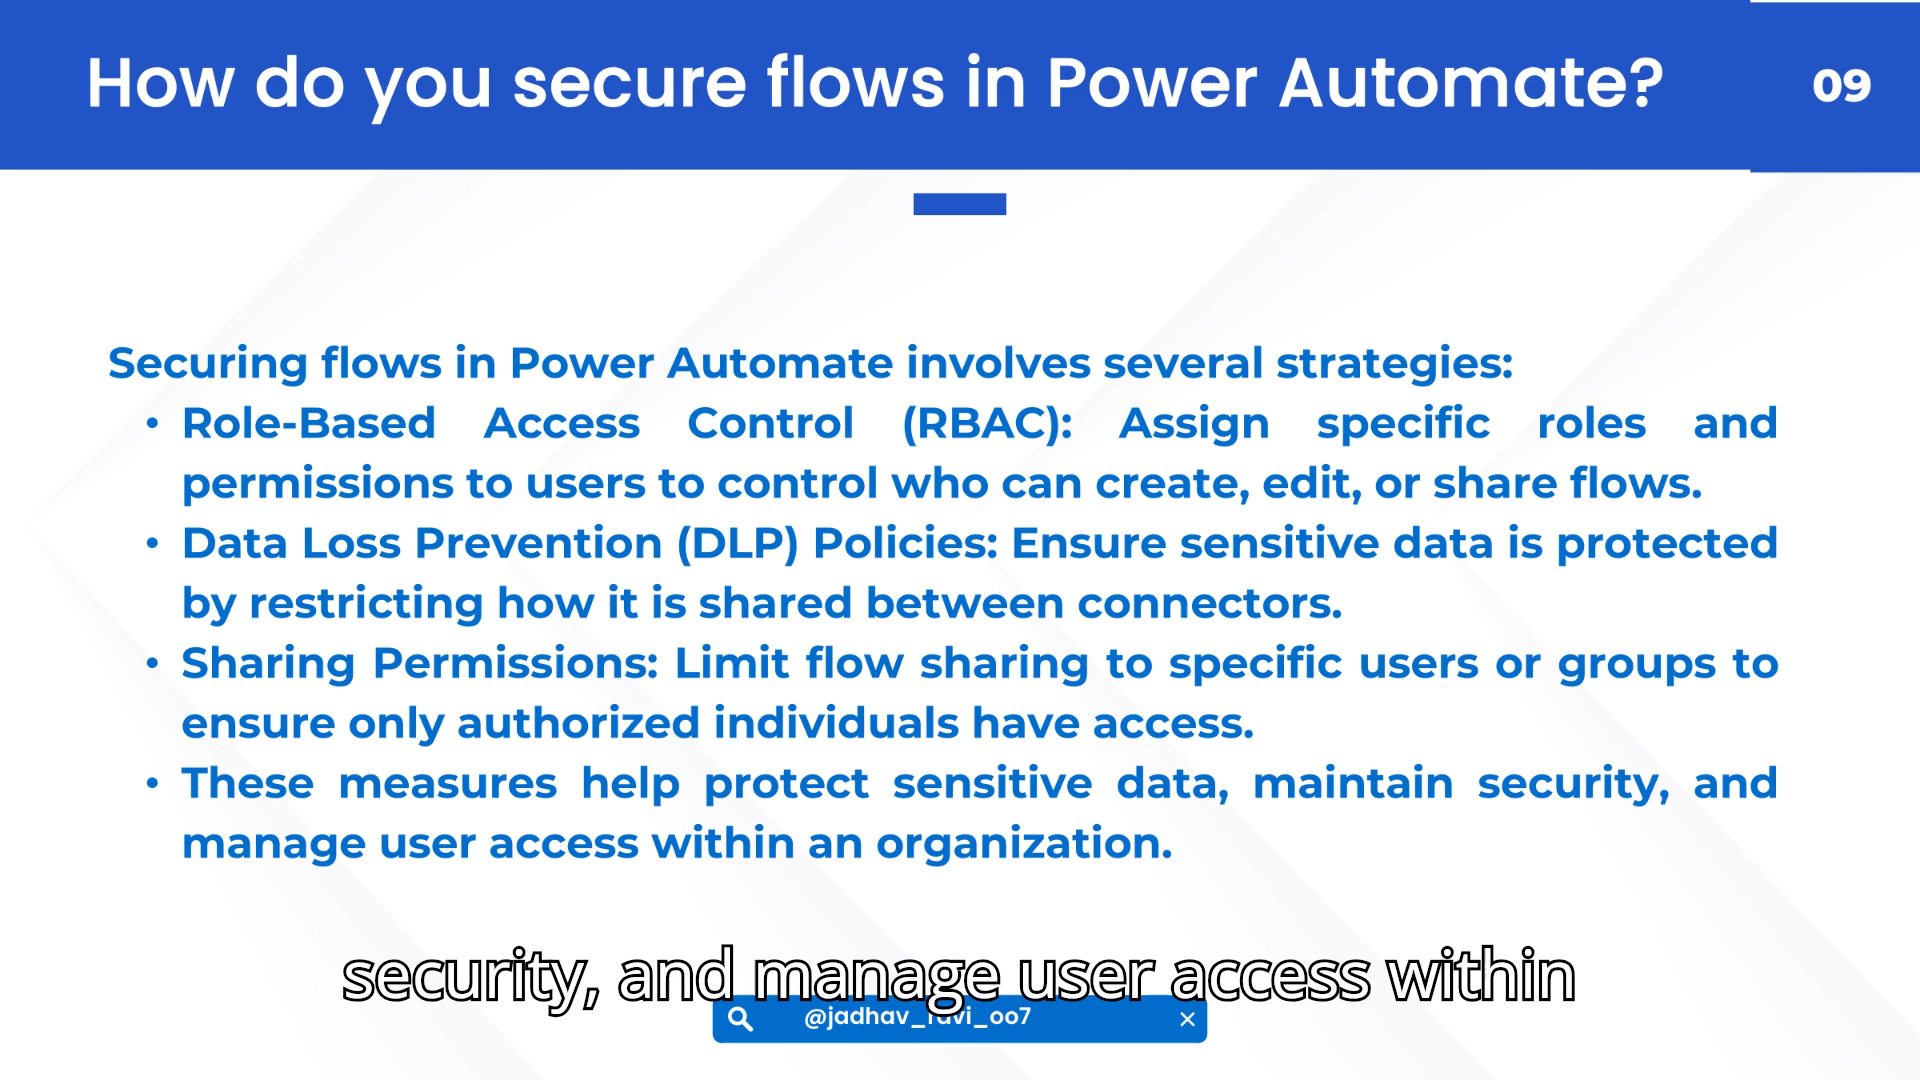 How do you secure flows in Power Automate?
09
Securing flows in Power Automate involves several strategies:
• Role-Based Access Control (RBAC): Assign specific roles and
permissions to users to control who can create, edit, or share flows.
• Data Loss Prevention (DLP) Policies: Ensure sensitive data is protected
by restricting how it is shared between connectors.
• Sharing Permissions: Limit flow sharing to specific users or groups to
ensure only authorized individuals have access.
• These measures help protect sensitive data, maintain security, and
manage user access within an organization.
security, and manage user access within
@jadhav_ravi_oo7